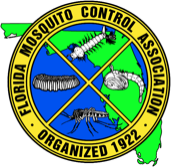 FLORIDA MOSQUITO CONTROL ASSOCIATION
· ORGANIZED 1922 ·